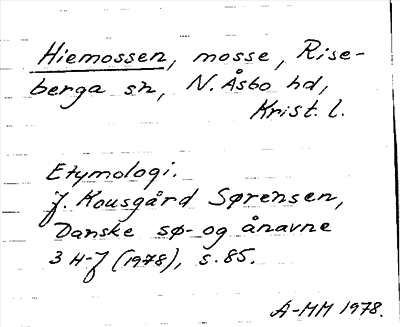 Hiemossen, mosse, Rise-
berga sn, N. Åsbo hd,
Krist. l.
Etymologi.
J. Kousgård Sørensen,
Danske sø- og ånavne
3 H-J (1978), s. 85.
A-MM 1978.